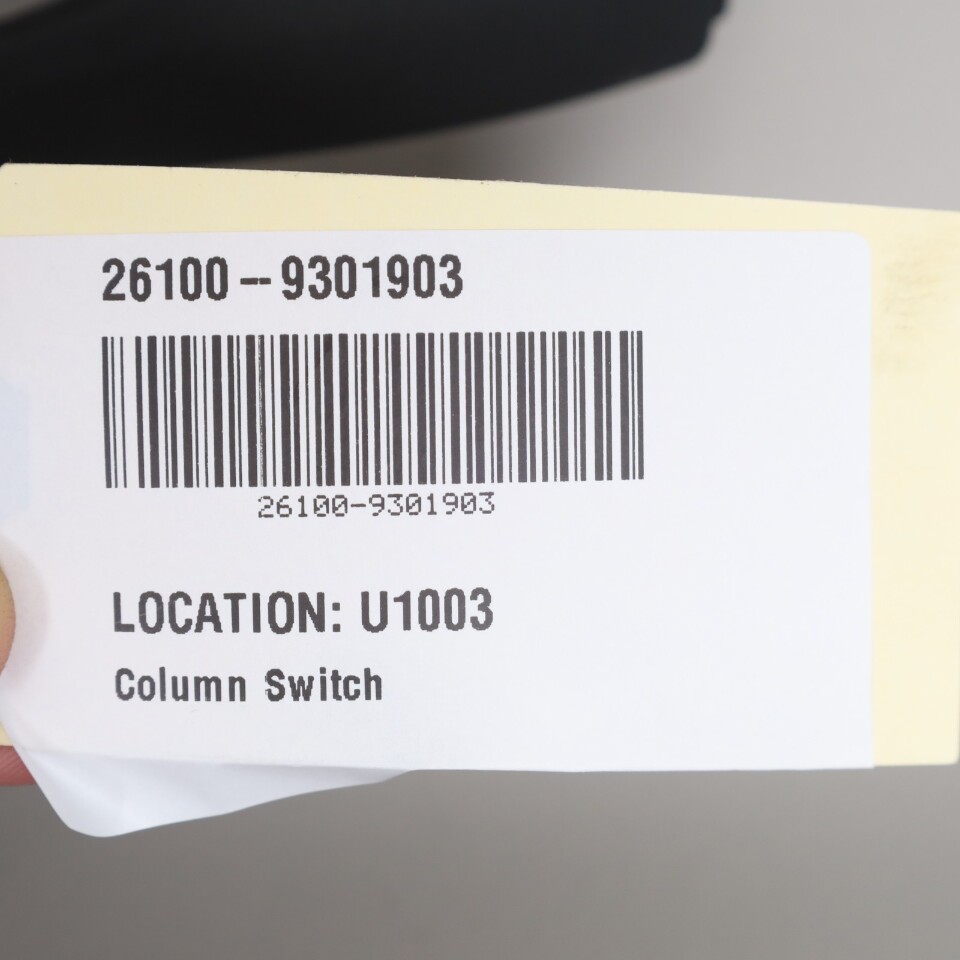 26100--9301903
26100-9301903
LOCATION: U1003
Column Switch